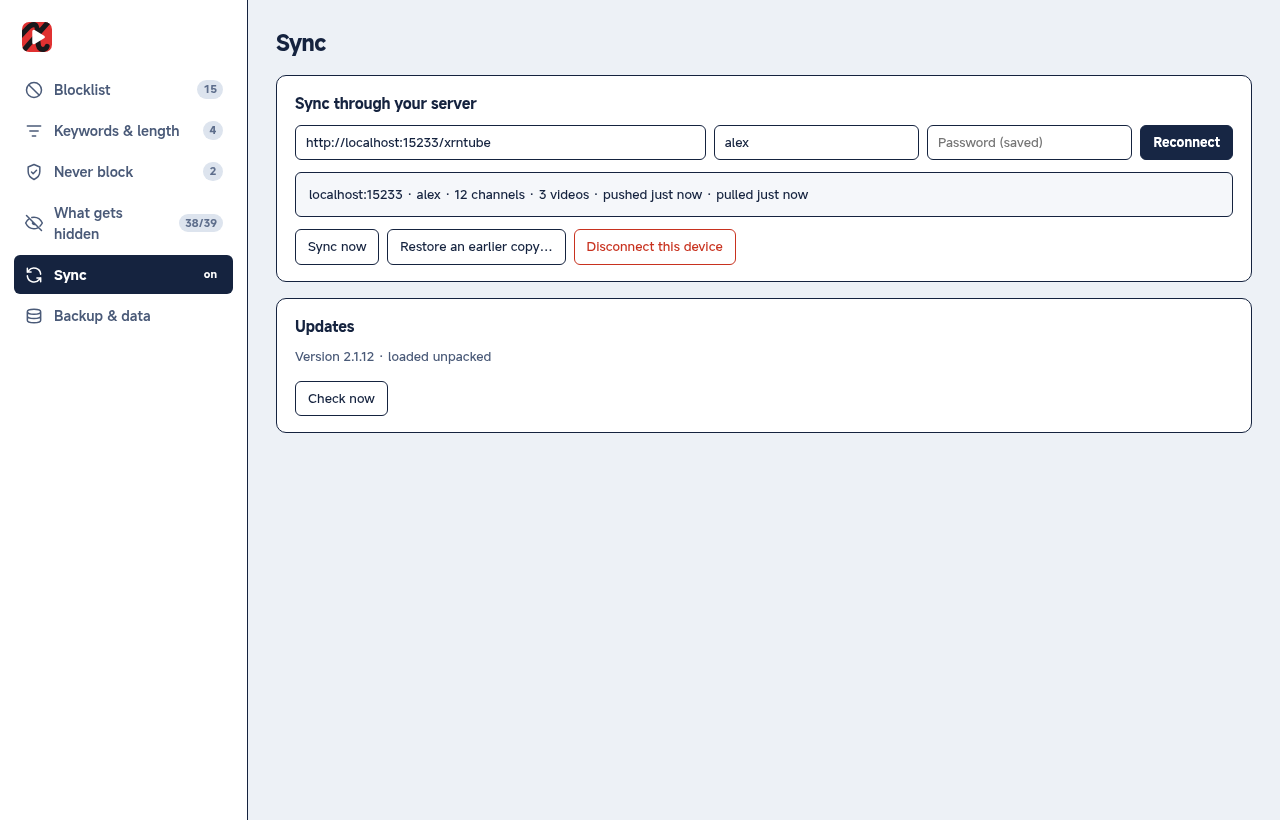 Blocklist 15
Keywords & length 4
Never block 2
What gets
hidden 38/39
Sync on
Backup & data
Sync
Sync through your server
http://localhost:15233/xrntube alex Password (saved) Reconnect
localhost:15233 · alex · 12 channels · 3 videos · pushed just now · pulled just now
Sync now Restore an earlier copy… Disconnect this device
Updates
Version 2.1.12 · loaded unpacked
Check now